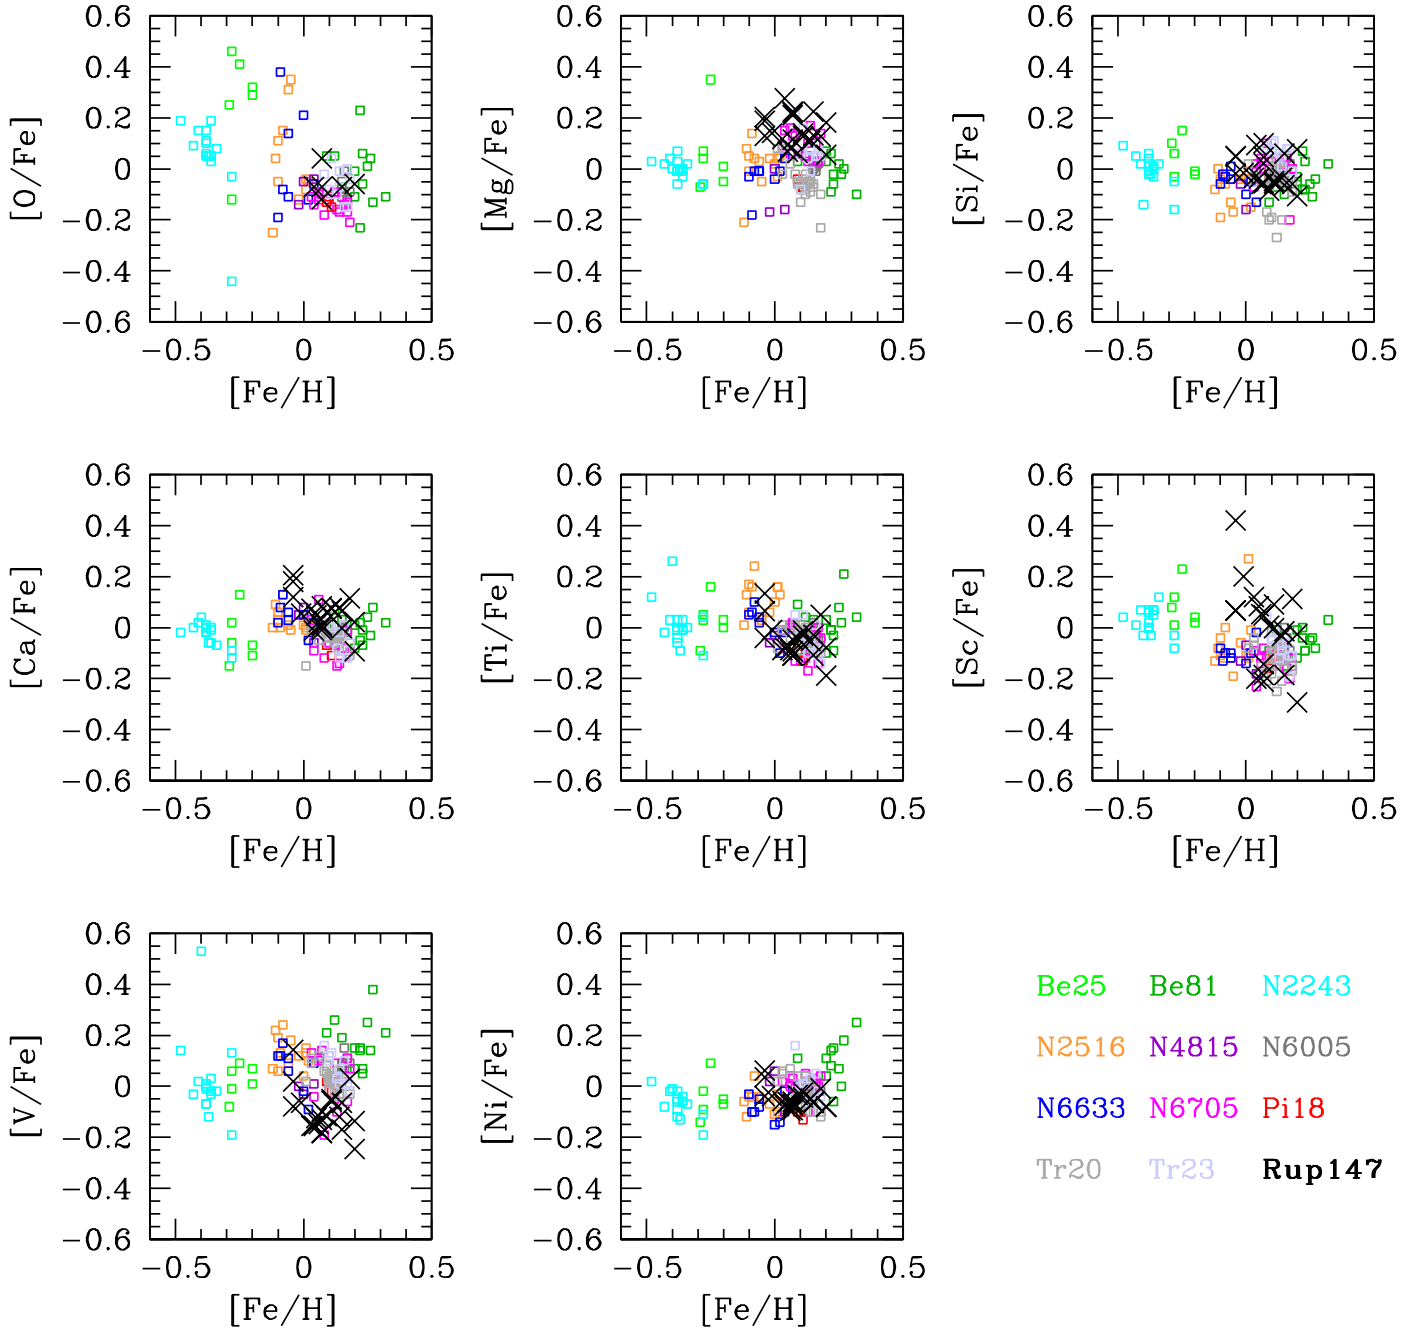 0.6 0.6 0.6
0.4 0.4 0.4
0.2 0.2 0.2
0 0 0
−0.2 −0.2 −0.2
−0.4 −0.4 −0.4
−0.6 −0.6 −0.6
[O/Fe] [Mg/Fe] [Si/Fe]
−0.5 0 0.5 −0.5 0 0.5 −0.5 0 0.5
[Fe/H] [Fe/H] [Fe/H]
0.6 0.6 0.6
0.4 0.4 0.4
0.2 0.2 0.2
0 0 0
−0.2 −0.2 −0.2
−0.4 −0.4 −0.4
−0.6 −0.6 −0.6
[Ca/Fe] [Ti/Fe] [Sc/Fe]
−0.5 0 0.5 −0.5 0 0.5 −0.5 0 0.5
[Fe/H] [Fe/H] [Fe/H]
0.6 0.6
0.4 0.4
0.2 0.2
0 0
−0.2 −0.2
−0.4 −0.4
−0.6 −0.6
[V/Fe] [Ni/Fe]
−0.5 0 0.5 −0.5 0 0.5
[Fe/H] [Fe/H]
Be25 Be81 N2243
N2516 N4815 N6005
N6633 N6705 Pi18
Tr20 Tr23 Rup147